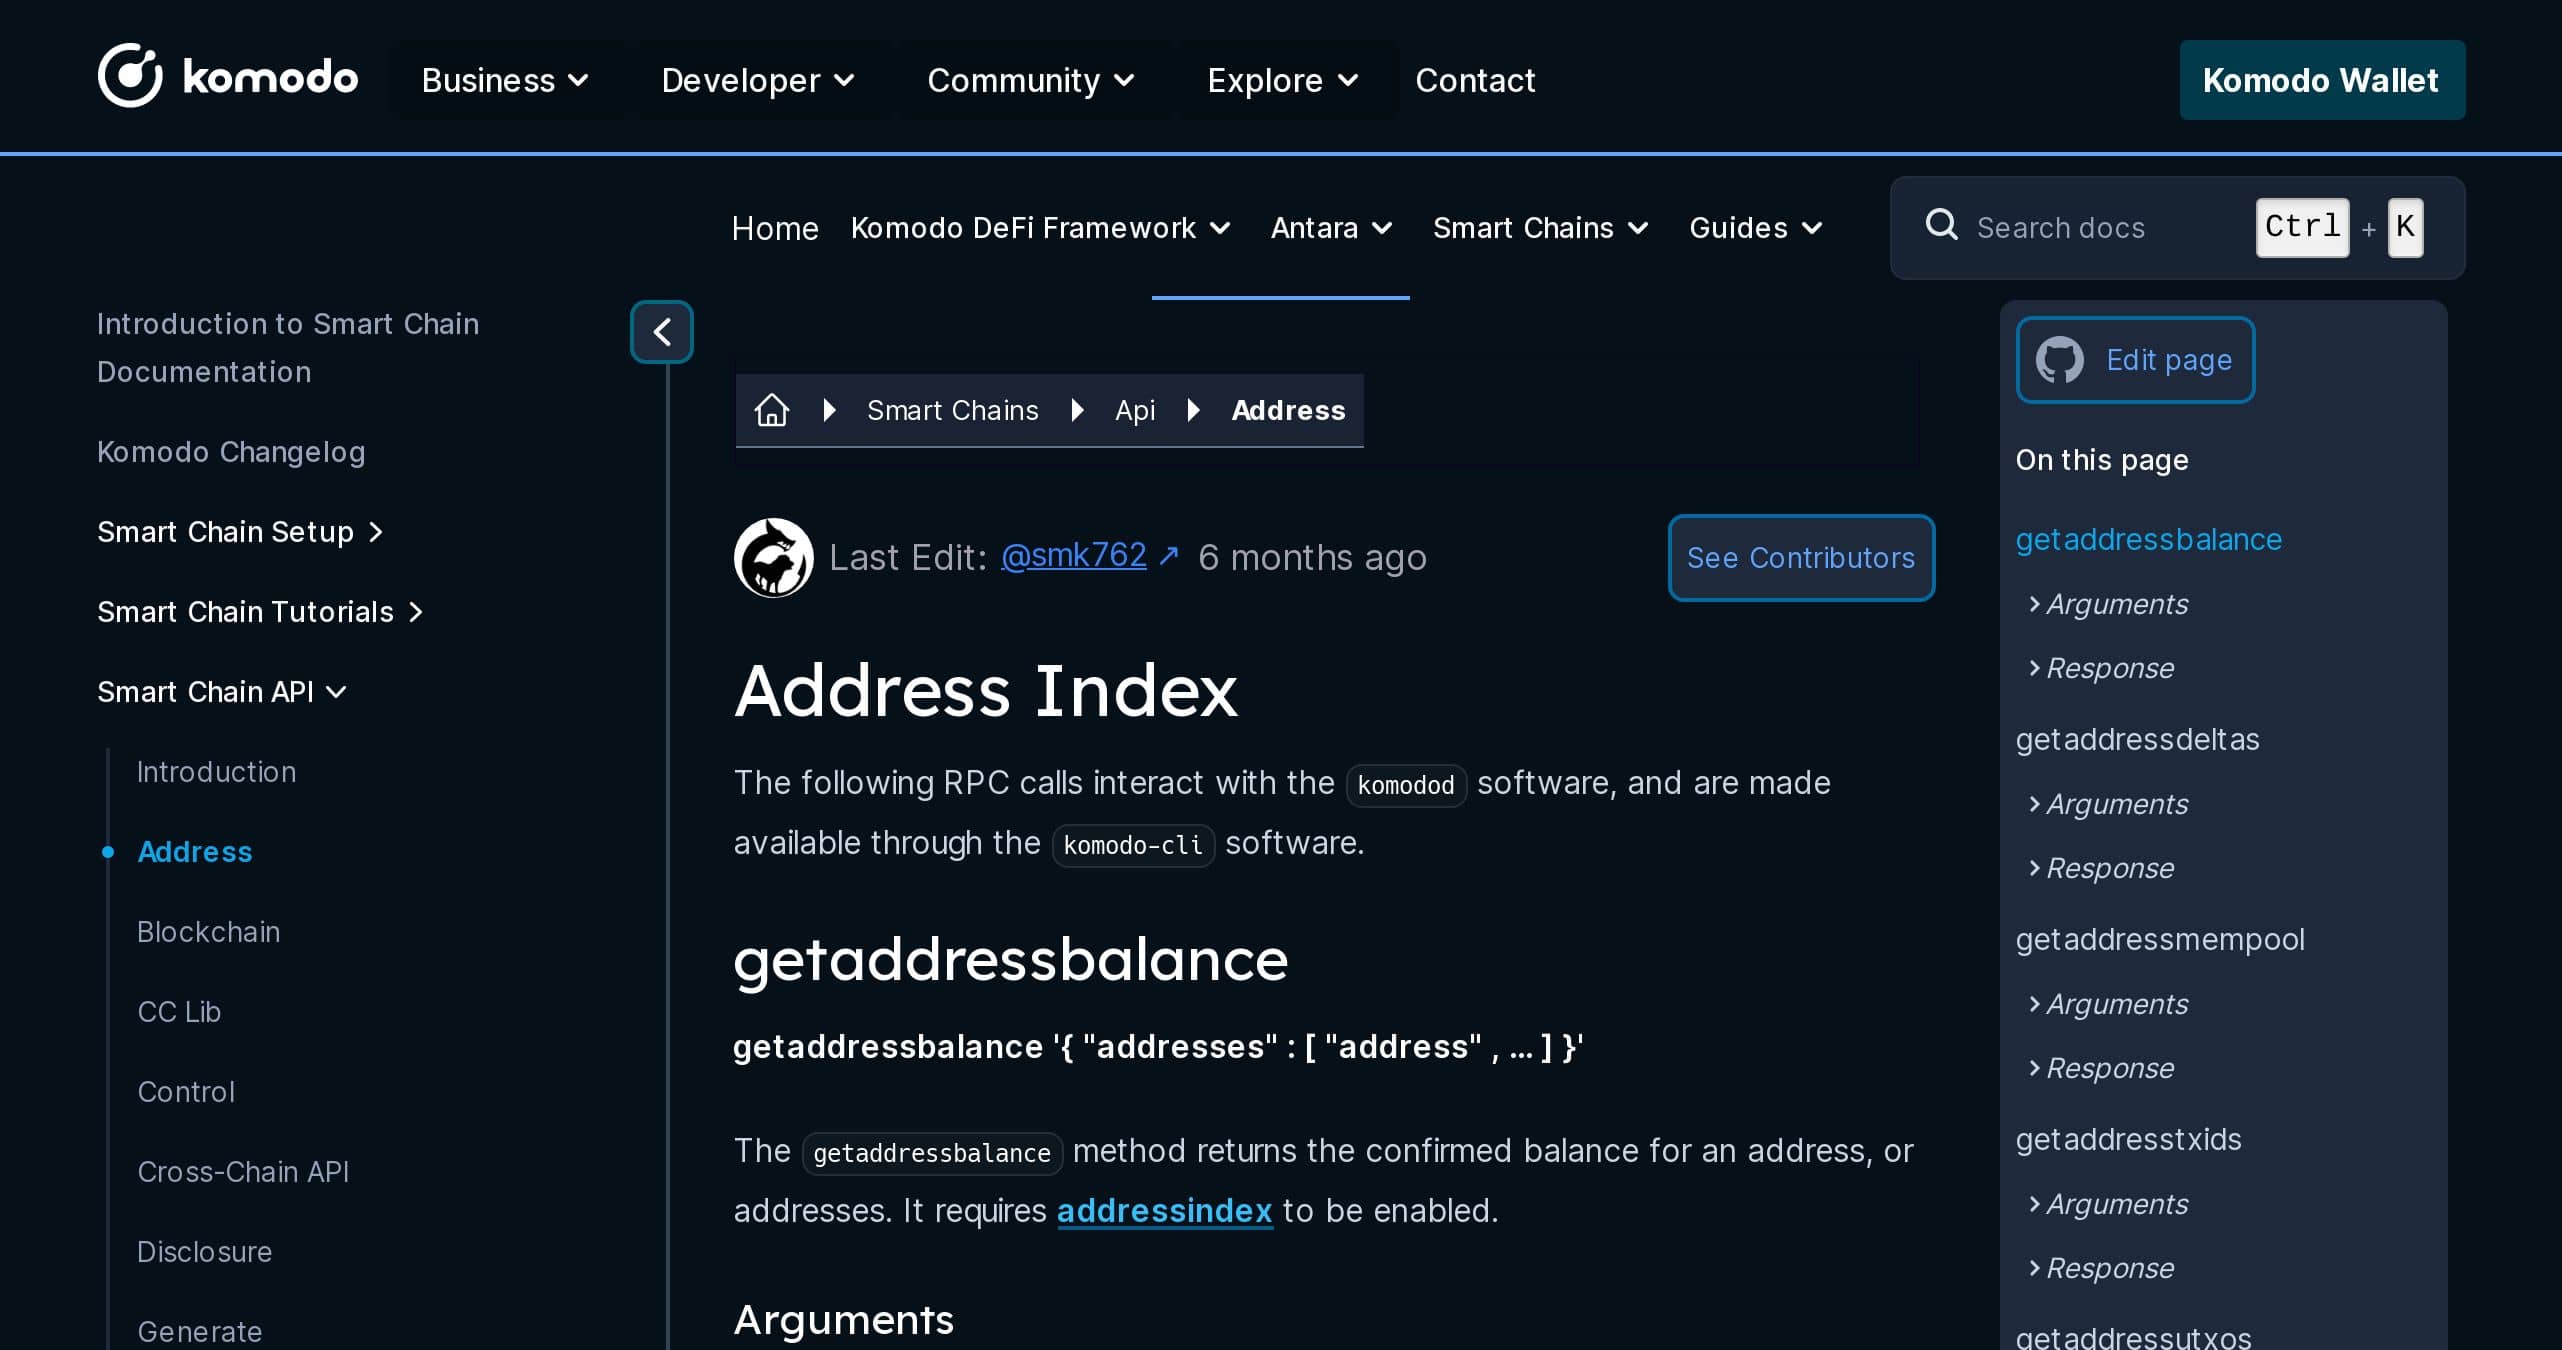 komodo
Business
Developer
Community
Explore
Contact
Komodo Wallet
Home
Komodo DeFi Framework
Antara
Smart Chains
Guides
Search docs
Ctrl + K
Introduction to Smart Chain
Documentation
Komodo Changelog
Smart Chain Setup
Smart Chain Tutorials
Smart Chain API
Introduction
Address
Blockchain
CC Lib
Control
Cross-Chain API
Disclosure
Generate
Smart Chains
Api
Address
Last Edit: @smk762 ↗ 6 months ago
See Contributors
Address Index
The following RPC calls interact with the komodod software, and are made
available through the komodo-cli software.
getaddressbalance
getaddressbalance '{ "addresses" : [ "address" , ... ] }'
The getaddressbalance method returns the confirmed balance for an address, or
addresses. It requires addressindex to be enabled.
Arguments
Edit page
On this page
getaddressbalance
Arguments
Response
getaddressdeltas
Arguments
Response
getaddressmempool
Arguments
Response
getaddresstxids
Arguments
Response
getaddressutxos